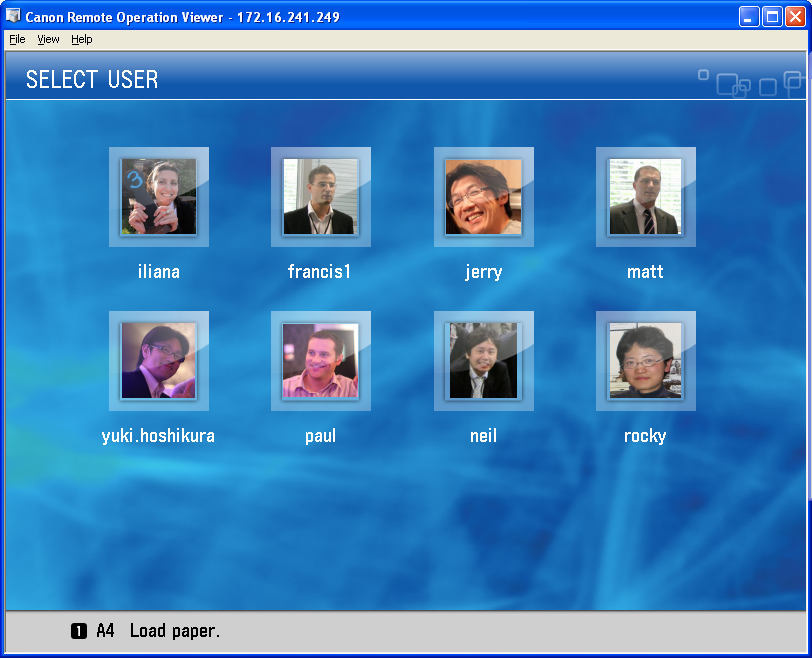 Canon Remote Operation Viewer - 172.16.241.249
File View Help
SELECT USER
3
iliana francis1 jerry matt
yuki.hoshikura paul neil rocky
1 A4 Load paper.